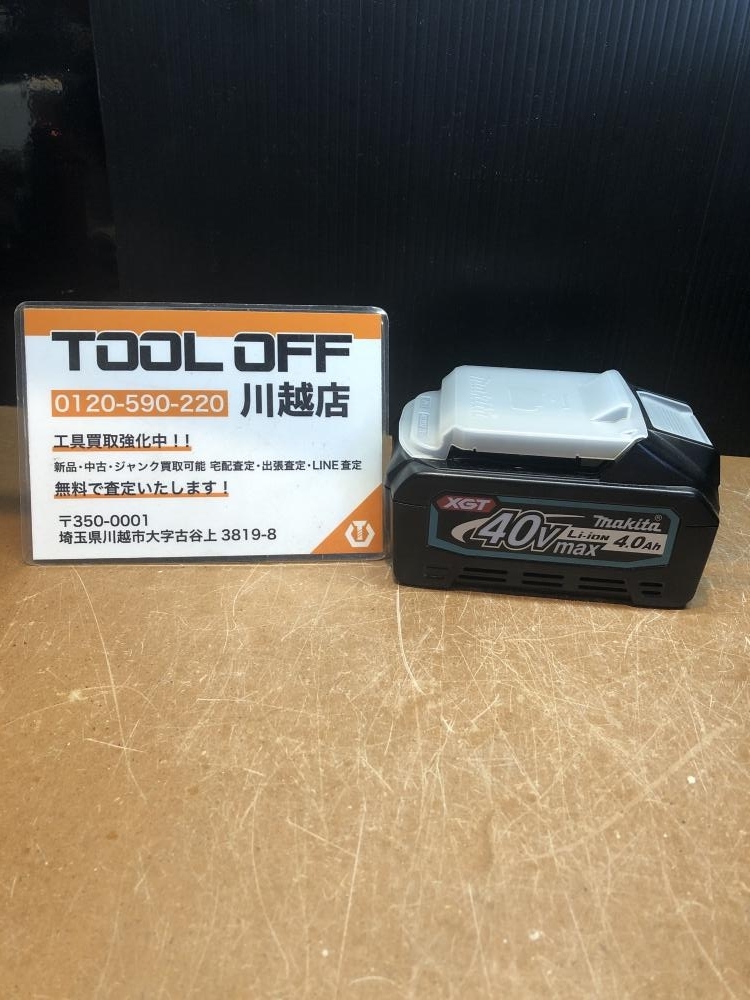 TOOL OFF
0120-590-220 川越店
工具買取強化中！！
新品・中古・ジャンク買取可能 宅配査定・出張査定・LINE査定
無料で査定いたします！
〒350-0001
埼玉県川越市大字古谷上 3819-8
XGT
40Vmax
makita®
Li-ion 4.0Ah